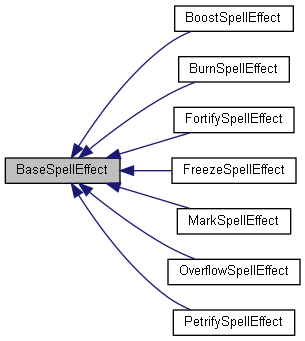 BoostSpellEffect
BurnSpellEffect
FortifySpellEffect
BaseSpellEffect
FreezeSpellEffect
MarkSpellEffect
OverflowSpellEffect
PetrifySpellEffect